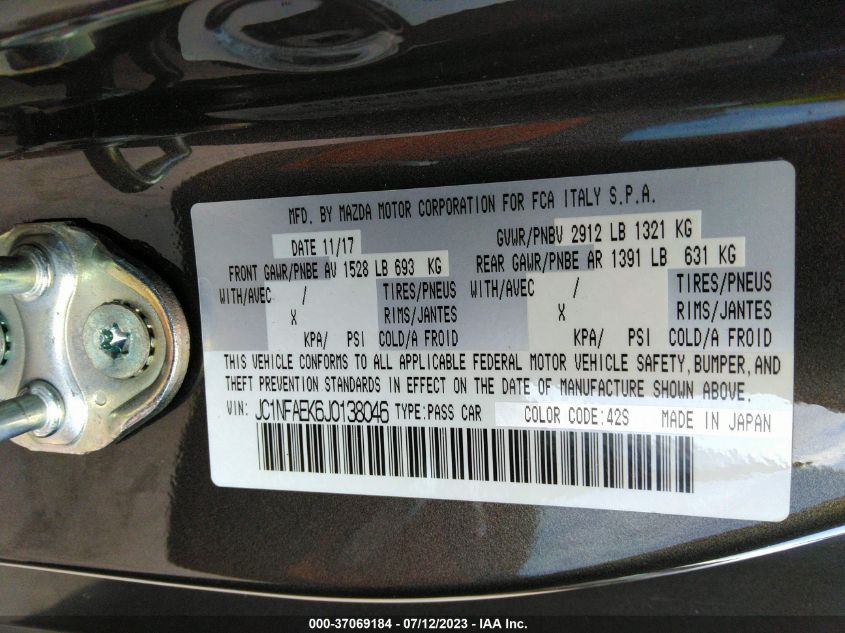 MFD. BY MAZDA MOTOR CORPORATION FOR FCA ITALY S.P.A.
DATE 11/17 GVWR/PNBV 2912 LB 1321 KG
FRONT GAWR/PNBE AV 1528 LB 693 KG REAR GAWR/PNBE AR 1391 LB 631 KG
WITH/AVEC / TIRES/PNEUS WITH/AVEC / TIRES/PNEUS
X RIMS/JANTES X RIMS/JANTES
KPA/ PSI COLD/A FROID KPA/ PSI COLD/A FROID
THIS VEHICLE CONFORMS TO ALL APPLICABLE FEDERAL MOTOR VEHICLE SAFETY, BUMPER, AND
THEFT PREVENTION STANDARDS IN EFFECT ON THE DATE OF MANUFACTURE SHOWN ABOVE.
VIN: JC1NFAEK6J0138046 TYPE: PASS CAR COLOR CODE: 42S MADE IN JAPAN
000-37069184 - 07/12/2023 - IAA Inc.